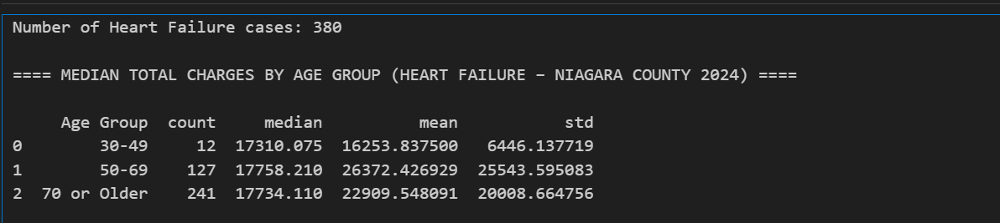 Number of Heart Failure cases: 380
==== MEDIAN TOTAL CHARGES BY AGE GROUP (HEART FAILURE – NIAGARA COUNTY 2024) ====
Age Group count median mean std
0 30-49 12 17310.075 16253.837500 6446.137719
1 50-69 127 17758.210 26372.426929 25543.595083
2 70 or Older 241 17734.110 22909.548091 20008.664756